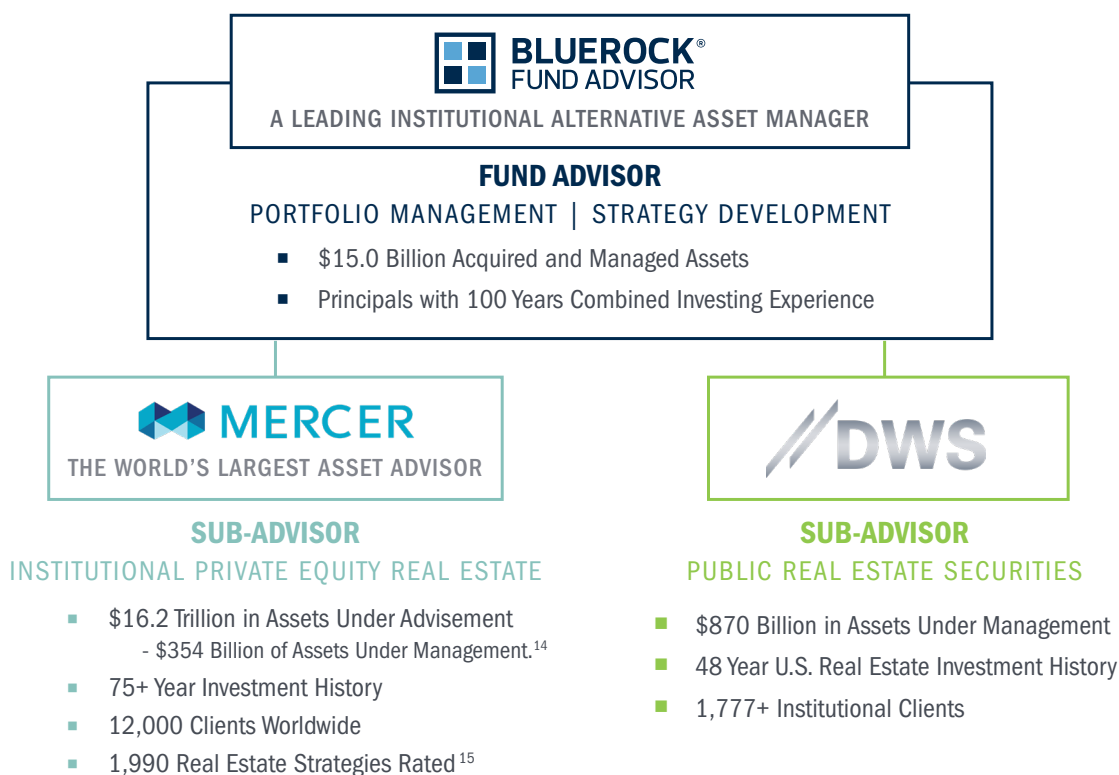 BLUEROCK®
FUND ADVISOR
A LEADING INSTITUTIONAL ALTERNATIVE ASSET MANAGER
FUND ADVISOR
PORTFOLIO MANAGEMENT | STRATEGY DEVELOPMENT
■ $15.0 Billion Acquired and Managed Assets
■ Principals with 100 Years Combined Investing Experience
MERCER
THE WORLD'S LARGEST ASSET ADVISOR
SUB-ADVISOR
INSTITUTIONAL PRIVATE EQUITY REAL ESTATE
■ $16.2 Trillion in Assets Under Advisement
- $354 Billion of Assets Under Management.14
■ 75+ Year Investment History
■ 12,000 Clients Worldwide
■ 1,990 Real Estate Strategies Rated 15
DWS
SUB-ADVISOR
PUBLIC REAL ESTATE SECURITIES
■ $870 Billion in Assets Under Management
■ 48 Year U.S. Real Estate Investment History
■ 1,777+ Institutional Clients